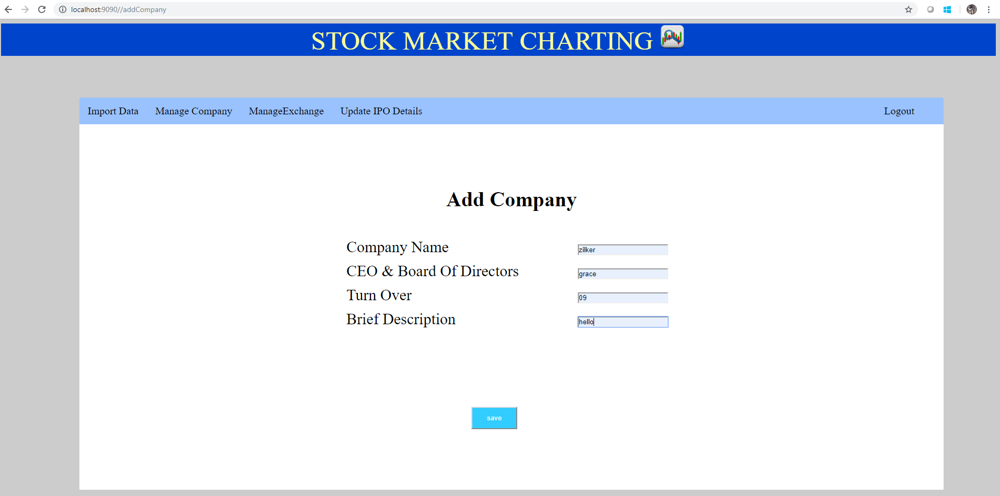 localhost:9090//addCompany
STOCK MARKET CHARTING
Import Data Manage Company ManageExchange Update IPO Details Logout
Add Company
Company Name zilker
CEO & Board Of Directors grace
Turn Over 09
Brief Description hello
save